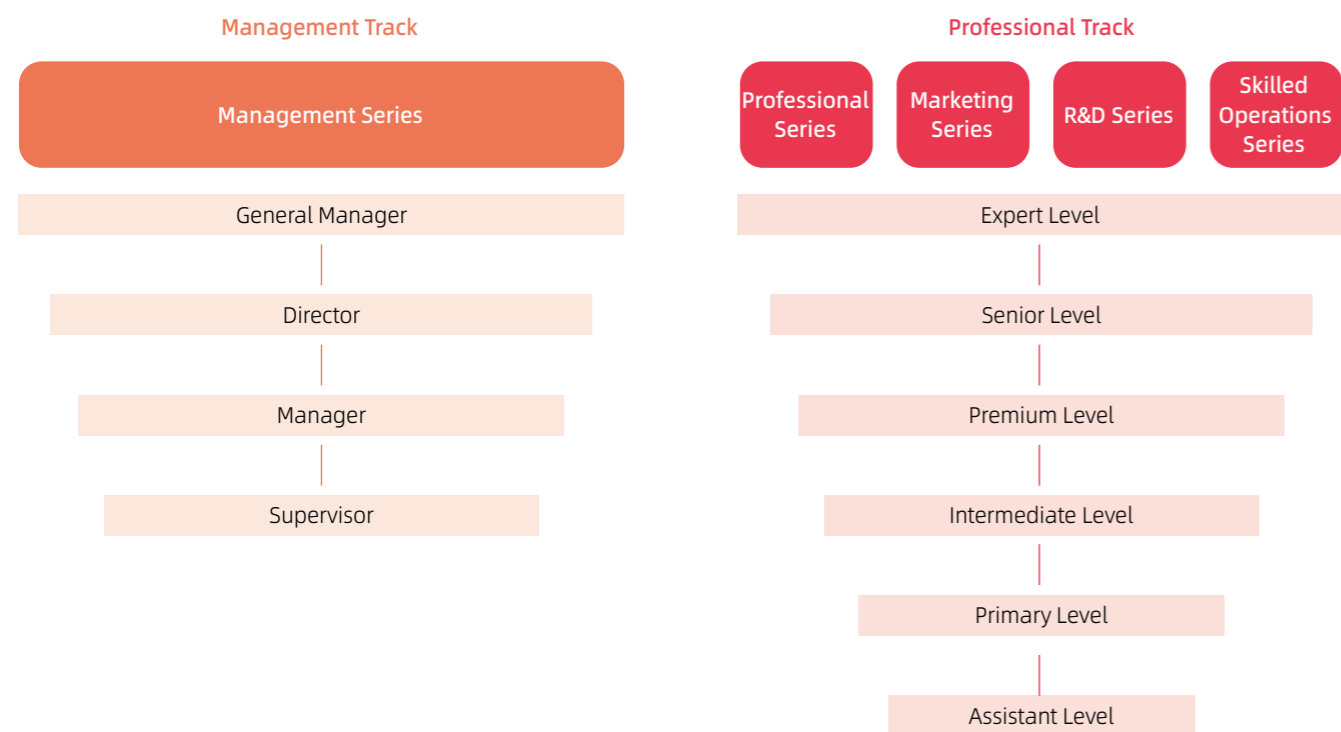 Management Track
Management Series
General Manager
Director
Manager
Supervisor
Professional Track
Professional
Series
Marketing
Series
R&D Series
Skilled
Operations
Series
Expert Level
Senior Level
Premium Level
Intermediate Level
Primary Level
Assistant Level